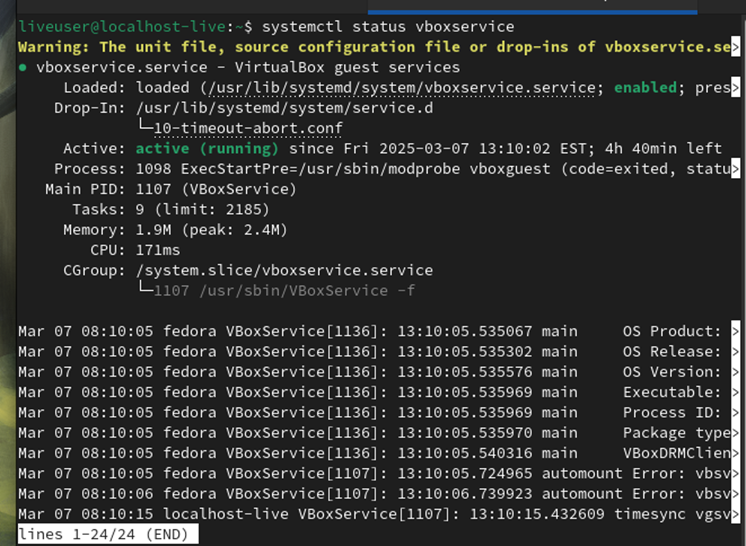 liveuser@localhost-live:~$ systemctl status vboxservice
Warning: The unit file, source configuration file or drop-ins of vboxservice.se>
● vboxservice.service - VirtualBox guest services
Loaded: loaded (/usr/lib/systemd/system/vboxservice.service; enabled; pres>
Drop-In: /usr/lib/systemd/system/service.d
└─10-timeout-abort.conf
Active: active (running) since Fri 2025-03-07 13:10:02 EST; 4h 40min left
Process: 1098 ExecStartPre=/usr/sbin/modprobe vboxguest (code=exited, statu>
Main PID: 1107 (VBoxService)
Tasks: 9 (limit: 2185)
Memory: 1.9M (peak: 2.4M)
CPU: 171ms
CGroup: /system.slice/vboxservice.service
└─1107 /usr/sbin/VBoxService -f
Mar 07 08:10:05 fedora VBoxService[1136]: 13:10:05.535067 main     OS Product: >
Mar 07 08:10:05 fedora VBoxService[1136]: 13:10:05.535302 main     OS Release: >
Mar 07 08:10:05 fedora VBoxService[1136]: 13:10:05.535576 main     OS Version: >
Mar 07 08:10:05 fedora VBoxService[1136]: 13:10:05.535969 main     Executable: >
Mar 07 08:10:05 fedora VBoxService[1136]: 13:10:05.535969 main     Process ID: >
Mar 07 08:10:05 fedora VBoxService[1136]: 13:10:05.535970 main     Package type>
Mar 07 08:10:05 fedora VBoxService[1136]: 13:10:05.540316 main     VBoxDRMClien>
Mar 07 08:10:05 fedora VBoxService[1107]: 13:10:05.724965 automount Error: vbsv>
Mar 07 08:10:06 fedora VBoxService[1107]: 13:10:06.739923 automount Error: vbsv>
Mar 07 08:10:15 localhost-live VBoxService[1107]: 13:10:15.432609 timesync vgsv>
lines 1-24/24 (END)